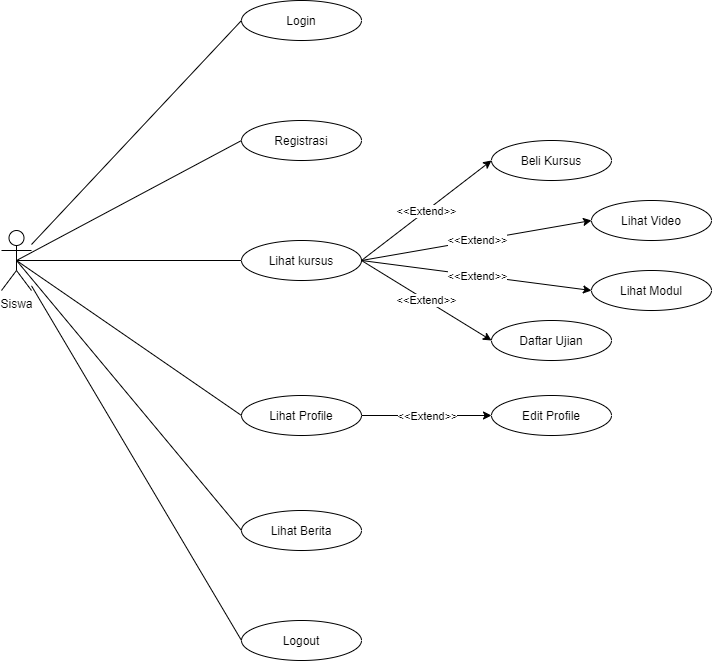 Login
Registrasi
Beli Kursus
<<Extend>>
Lihat Video
<<Extend>>
Lihat kursus
<<Extend>>
Lihat Modul
<<Extend>>
Siswa
Daftar Ujian
Lihat Profile
<<Extend>>
Edit Profile
Lihat Berita
Logout